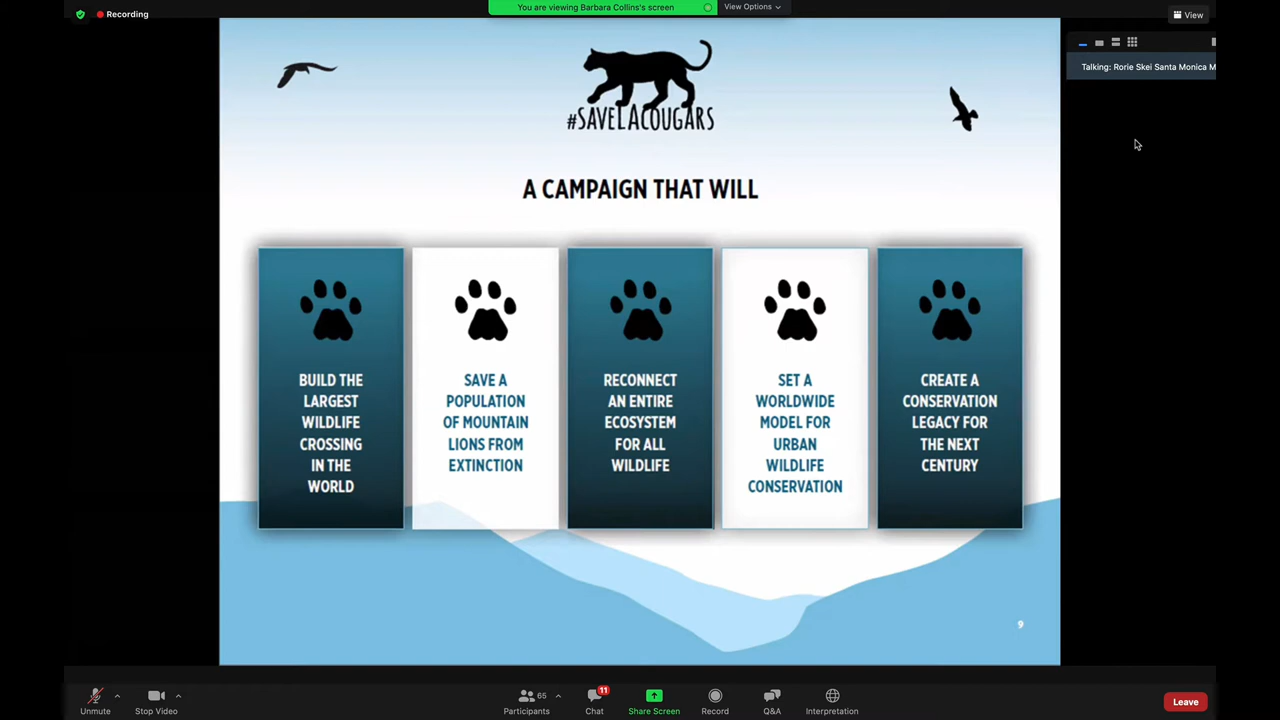 Recording
You are viewing Barbara Collins's screen
View Options
View
Talking: Rorie Skei Santa Monica M
#SAVELACOUGARS
A CAMPAIGN THAT WILL
BUILD THE
LARGEST
WILDLIFE
CROSSING
IN THE
WORLD
SAVE A
POPULATION
OF MOUNTAIN
LIONS FROM
EXTINCTION
RECONNECT
AN ENTIRE
ECOSYSTEM
FOR ALL
WILDLIFE
SET A
WORLDWIDE
MODEL FOR
URBAN
WILDLIFE
CONSERVATION
CREATE A
CONSERVATION
LEGACY FOR
THE NEXT
CENTURY
9
Unmute
Stop Video
65
Participants
11
Chat
Share Screen
Record
Q&A
Interpretation
Leave